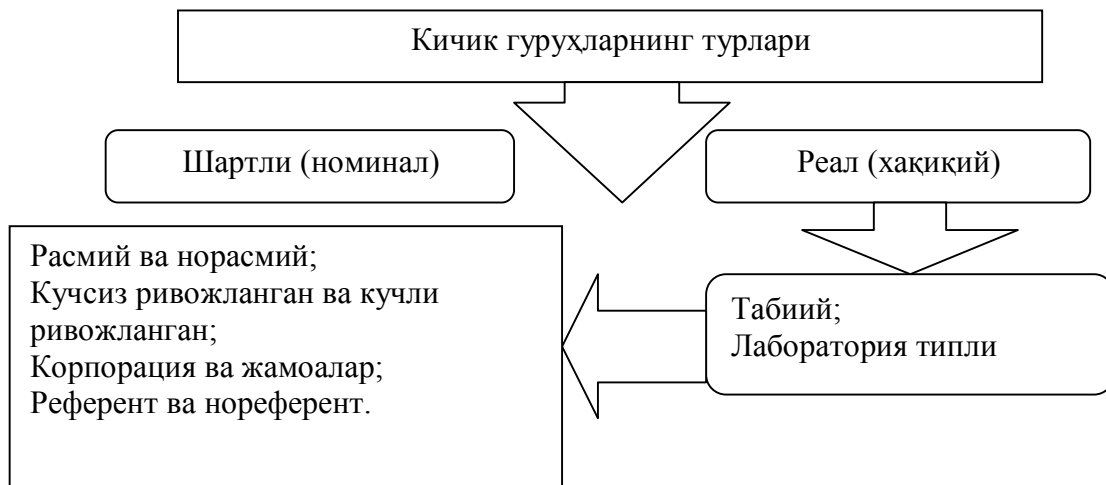 Кичик гуруҳларнинг турлари
Шартли (номинал)
Реал (хақиқий)
Расмий ва норасмий;
Кучсиз ривожланган ва кучли
ривожланган;
Корпорация ва жамоалар;
Референт ва нореферент.
Табиий;
Лаборатория типли